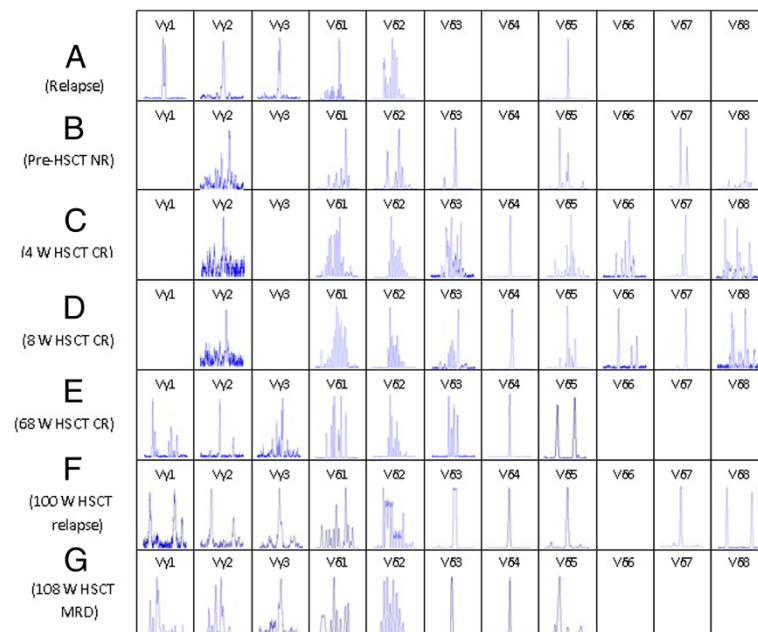 Vγ1 Vγ2 Vγ3 Vδ1 Vδ2 Vδ3 Vδ4 Vδ5 Vδ6 Vδ7 Vδ8
A
(Relapse)
Vγ1 Vγ2 Vγ3 Vδ1 Vδ2 Vδ3 Vδ4 Vδ5 Vδ6 Vδ7 Vδ8
B
(Pre-HSCT NR)
Vγ1 Vγ2 Vγ3 Vδ1 Vδ2 Vδ3 Vδ4 Vδ5 Vδ6 Vδ7 Vδ8
C
(4 W HSCT CR)
Vγ1 Vγ2 Vγ3 Vδ1 Vδ2 Vδ3 Vδ4 Vδ5 Vδ6 Vδ7 Vδ8
D
(8 W HSCT CR)
Vγ1 Vγ2 Vγ3 Vδ1 Vδ2 Vδ3 Vδ4 Vδ5 Vδ6 Vδ7 Vδ8
E
(68 W HSCT CR)
Vγ1 Vγ2 Vγ3 Vδ1 Vδ2 Vδ3 Vδ4 Vδ5 Vδ6 Vδ7 Vδ8
F
(100 W HSCT
relapse)
Vγ1 Vγ2 Vγ3 Vδ1 Vδ2 Vδ3 Vδ4 Vδ5 Vδ6 Vδ7 Vδ8
G
(108 W HSCT
MRD)